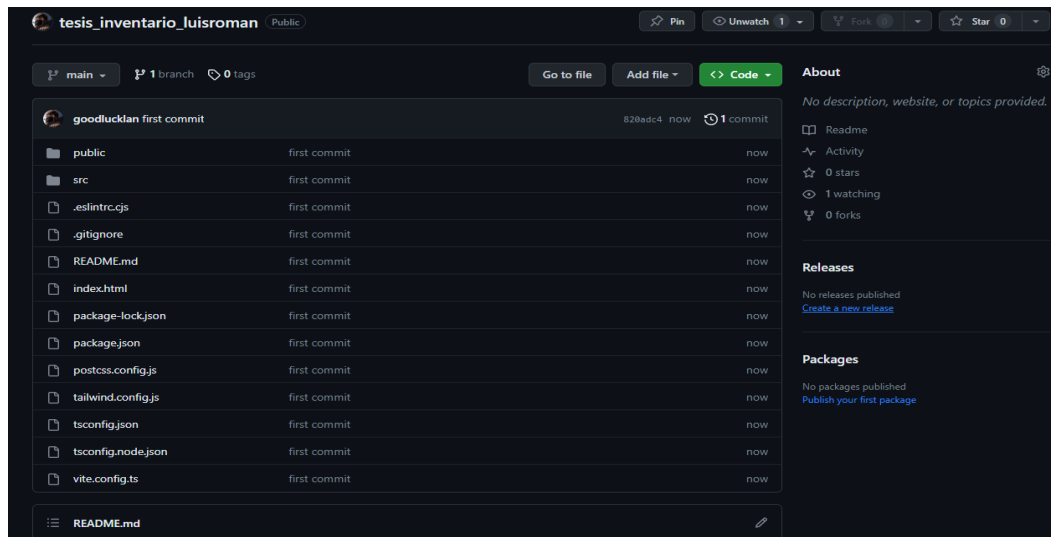 tesis_inventario_luisroman Public Pin Unwatch 1 Fork 0 Star 0
main 1 branch 0 tags Go to file Add file <> Code
goodlucklan first commit 820adc4 now 1 commit
public first commit now
src first commit now
.eslintrc.cjs first commit now
.gitignore first commit now
README.md first commit now
index.html first commit now
package-lock.json first commit now
package.json first commit now
postcss.config.js first commit now
tailwind.config.js first commit now
tsconfig.json first commit now
tsconfig.node.json first commit now
vite.config.ts first commit now
README.md
About
No description, website, or topics provided.
Readme
Activity
0 stars
1 watching
0 forks
Releases
No releases published
Create a new release
Packages
No packages published
Publish your first package